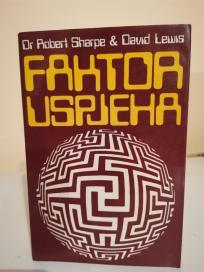 Dr Robert Sharpe & David Lewis
FAKTOR
USPJEHA